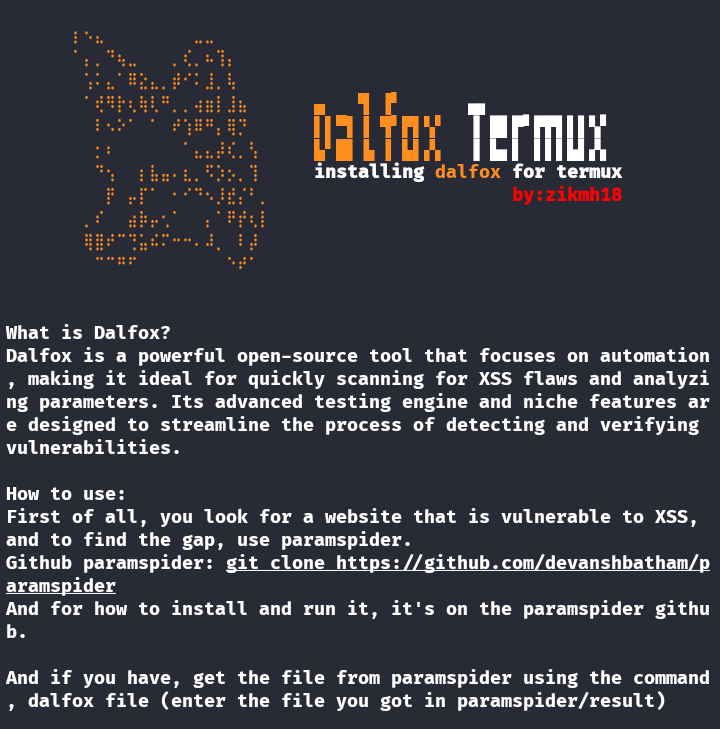 Dalfox Termux
installing dalfox for termux
by:zikmh18
What is Dalfox?
Dalfox is a powerful open-source tool that focuses on automation
, making it ideal for quickly scanning for XSS flaws and analyzi
ng parameters. Its advanced testing engine and niche features ar
e designed to streamline the process of detecting and verifying
vulnerabilities.
How to use:
First of all, you look for a website that is vulnerable to XSS,
and to find the gap, use paramspider.
Github paramspider: git clone https://github.com/devanshbatham/p
aramspider
And for how to install and run it, it's on the paramspider githu
b.
And if you have, get the file from paramspider using the command
, dalfox file (enter the file you got in paramspider/result)